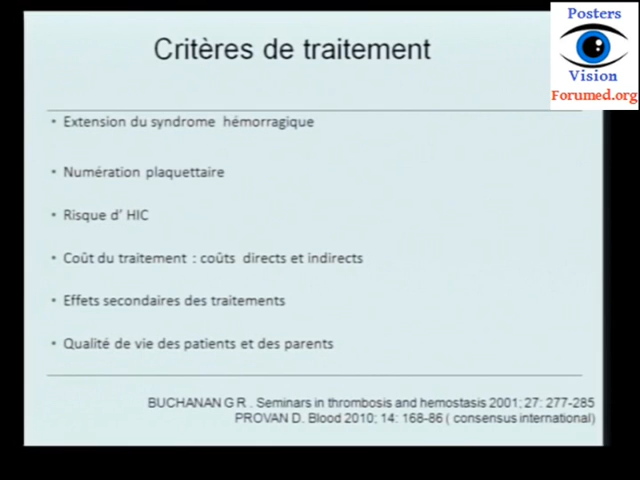 Posters
Vision
Forumed.org
Critères de traitement
• Extension du syndrome hémorragique
• Numération plaquettaire
• Risque d’ HIC
• Coût du traitement : coûts directs et indirects
• Effets secondaires des traitements
• Qualité de vie des patients et des parents
BUCHANAN G R . Seminars in thrombosis and hemostasis 2001; 27: 277-285
PROVAN D. Blood 2010; 14: 168-86 ( consensus international)